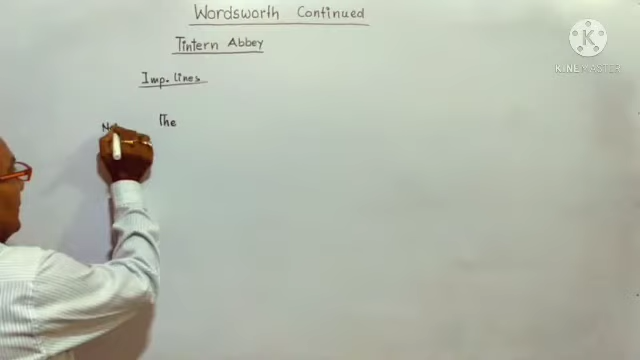 Wordsworth Continued
Tintern Abbey
Imp. lines
The
KINEMASTER